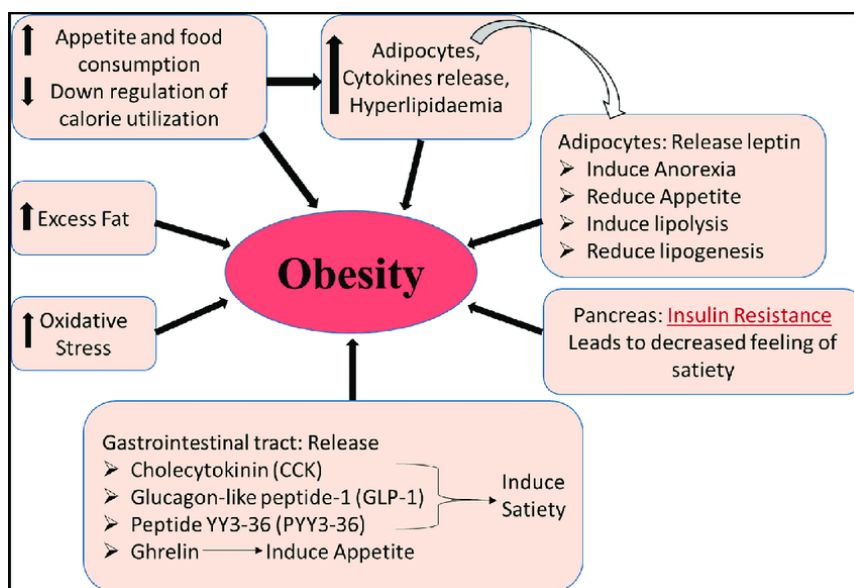 Appetite and food
consumption
Down regulation of
calorie utilization
Adipocytes,
Cytokines release,
Hyperlipidaemia
Adipocytes: Release leptin
Induce Anorexia
Reduce Appetite
Induce lipolysis
Reduce lipogenesis
Excess Fat
Obesity
Oxidative
Stress
Pancreas: Insulin Resistance
Leads to decreased feeling of
satiety
Gastrointestinal tract: Release
Cholecytokinin (CCK)
Glucagon-like peptide-1 (GLP-1)
Peptide YY3-36 (PYY3-36)
Ghrelin Induce Appetite
Induce
Satiety